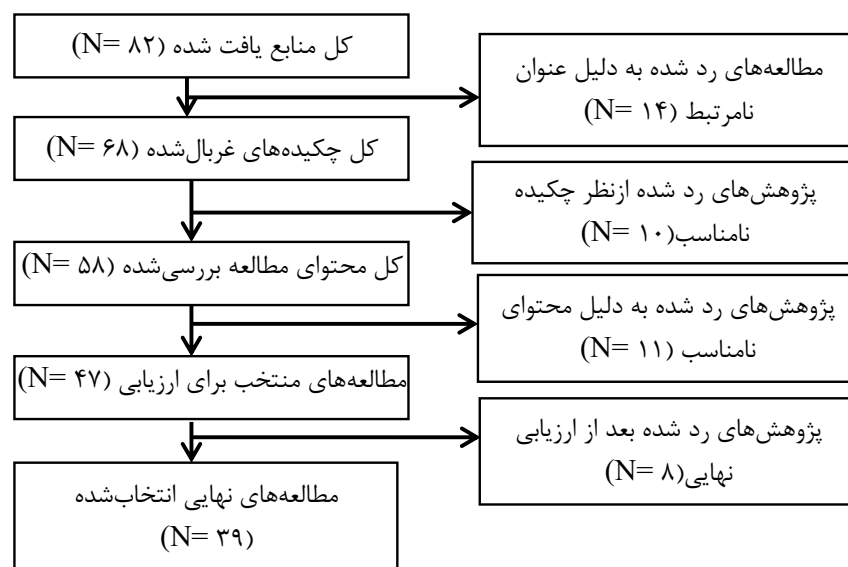 کل منابع یافت شده (N= ۸۲)
مطالعه‌های رد شده به دلیل عنوان
نامرتبط (N= ۱۴)
کل چکیده‌های غربال‌شده (N= ۶۸)
پژوهش‌های رد شده ازنظر چکیده
نامناسب(N= ۱۰)
کل محتوای مطالعه بررسی‌شده (N= ۵۸)
پژوهش‌های رد شده به دلیل محتوای
نامناسب (N= ۱۱)
مطالعه‌های منتخب برای ارزیابی (N= ۴۷)
پژوهش‌های رد شده بعد از ارزیابی
نهایی(N= ۸)
مطالعه‌های نهایی انتخاب‌شده
(N= ۳۹)